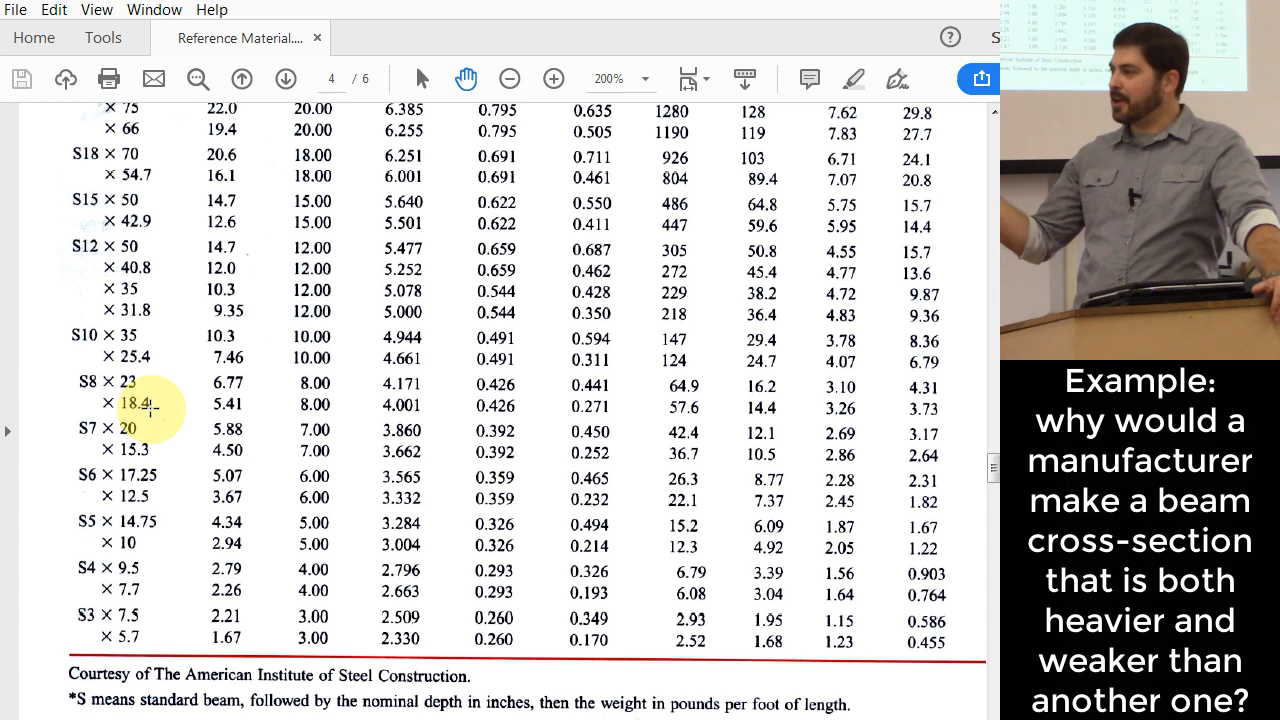 File Edit View Window Help
Home Tools Reference Material... ×
1 / 6 200%
× 75 22.0 20.00 6.385 0.795 0.635 1280 128 7.62 29.8
× 66 19.4 20.00 6.255 0.795 0.505 1190 119 7.83 27.7
S18 × 70 20.6 18.00 6.251 0.691 0.711 926 103 6.71 24.1
× 54.7 16.1 18.00 6.001 0.691 0.461 804 89.4 7.07 20.8
S15 × 50 14.7 15.00 5.640 0.622 0.550 486 64.8 5.75 15.7
× 42.9 12.6 15.00 5.501 0.622 0.411 447 59.6 5.95 14.4
S12 × 50 14.7 12.00 5.477 0.659 0.687 305 50.8 4.55 15.7
× 40.8 12.0 12.00 5.252 0.659 0.462 272 45.4 4.77 13.6
× 35 10.3 12.00 5.078 0.544 0.428 229 38.2 4.72 9.87
× 31.8 9.35 12.00 5.000 0.544 0.350 218 36.4 4.83 9.36
S10 × 35 10.3 10.00 4.944 0.491 0.594 147 29.4 3.78 8.36
× 25.4 7.46 10.00 4.661 0.491 0.311 124 24.7 4.07 6.79
S8 × 23 6.77 8.00 4.171 0.426 0.441 64.9 16.2 3.10 4.31
× 18.4 5.41 8.00 4.001 0.426 0.271 57.6 14.4 3.26 3.73
S7 × 20 5.88 7.00 3.860 0.392 0.450 42.4 12.1 2.69 3.17
× 15.3 4.50 7.00 3.662 0.392 0.252 36.7 10.5 2.86 2.64
S6 × 17.25 5.07 6.00 3.565 0.359 0.465 26.3 8.77 2.28 2.31
× 12.5 3.67 6.00 3.332 0.359 0.232 22.1 7.37 2.45 1.82
S5 × 14.75 4.34 5.00 3.284 0.326 0.494 15.2 6.09 1.87 1.67
× 10 2.94 5.00 3.004 0.326 0.214 12.3 4.92 2.05 1.22
S4 × 9.5 2.79 4.00 2.796 0.293 0.326 6.79 3.39 1.56 0.903
× 7.7 2.26 4.00 2.663 0.293 0.193 6.08 3.04 1.64 0.764
S3 × 7.5 2.21 3.00 2.509 0.260 0.349 2.93 1.95 1.15 0.586
× 5.7 1.67 3.00 2.330 0.260 0.170 2.52 1.68 1.23 0.455
Courtesy of The American Institute of Steel Construction.
*S means standard beam, followed by the nominal depth in inches, then the weight in pounds per foot of length.
Example:
why would a
manufacturer
make a beam
cross-section
that is both
heavier and
weaker than
another one?